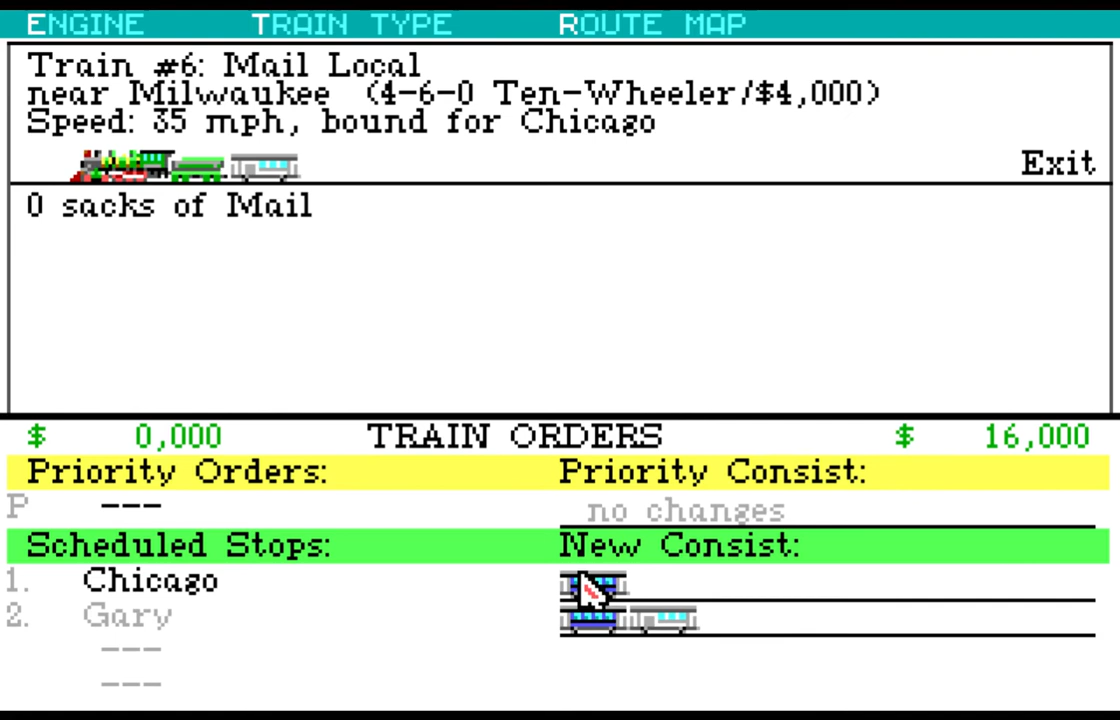 ENGINE TRAIN TYPE ROUTE MAP
Train #6: Mail Local
near Milwaukee (4-6-0 Ten-Wheeler/$4,000)
Speed: 35 mph, bound for Chicago
Exit
0 sacks of Mail
$ 0,000 TRAIN ORDERS $ 16,000
Priority Orders: Priority Consist:
P --- no changes
Scheduled Stops: New Consist:
1. Chicago
2. Gary
---
---